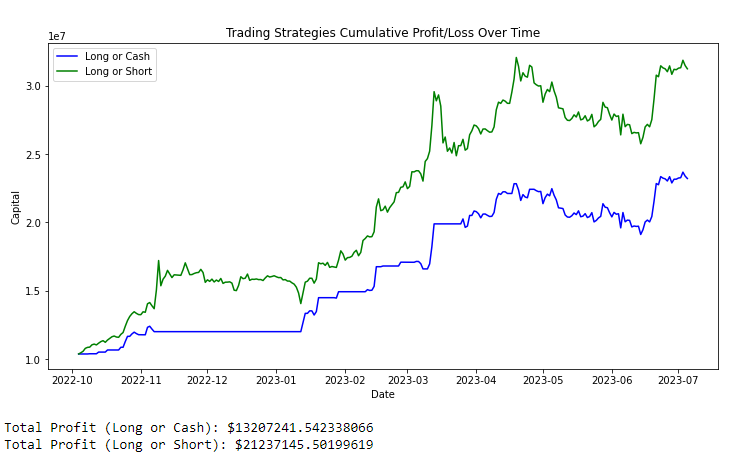 Trading Strategies Cumulative Profit/Loss Over Time
1e7
Long or Cash
Long or Short
3.0
2.5
2.0
1.5
1.0
Capital
2022-10 2022-11 2022-12 2023-01 2023-02 2023-03 2023-04 2023-05 2023-06 2023-07
Date
Total Profit (Long or Cash): $13207241.542338066
Total Profit (Long or Short): $21237145.50199619